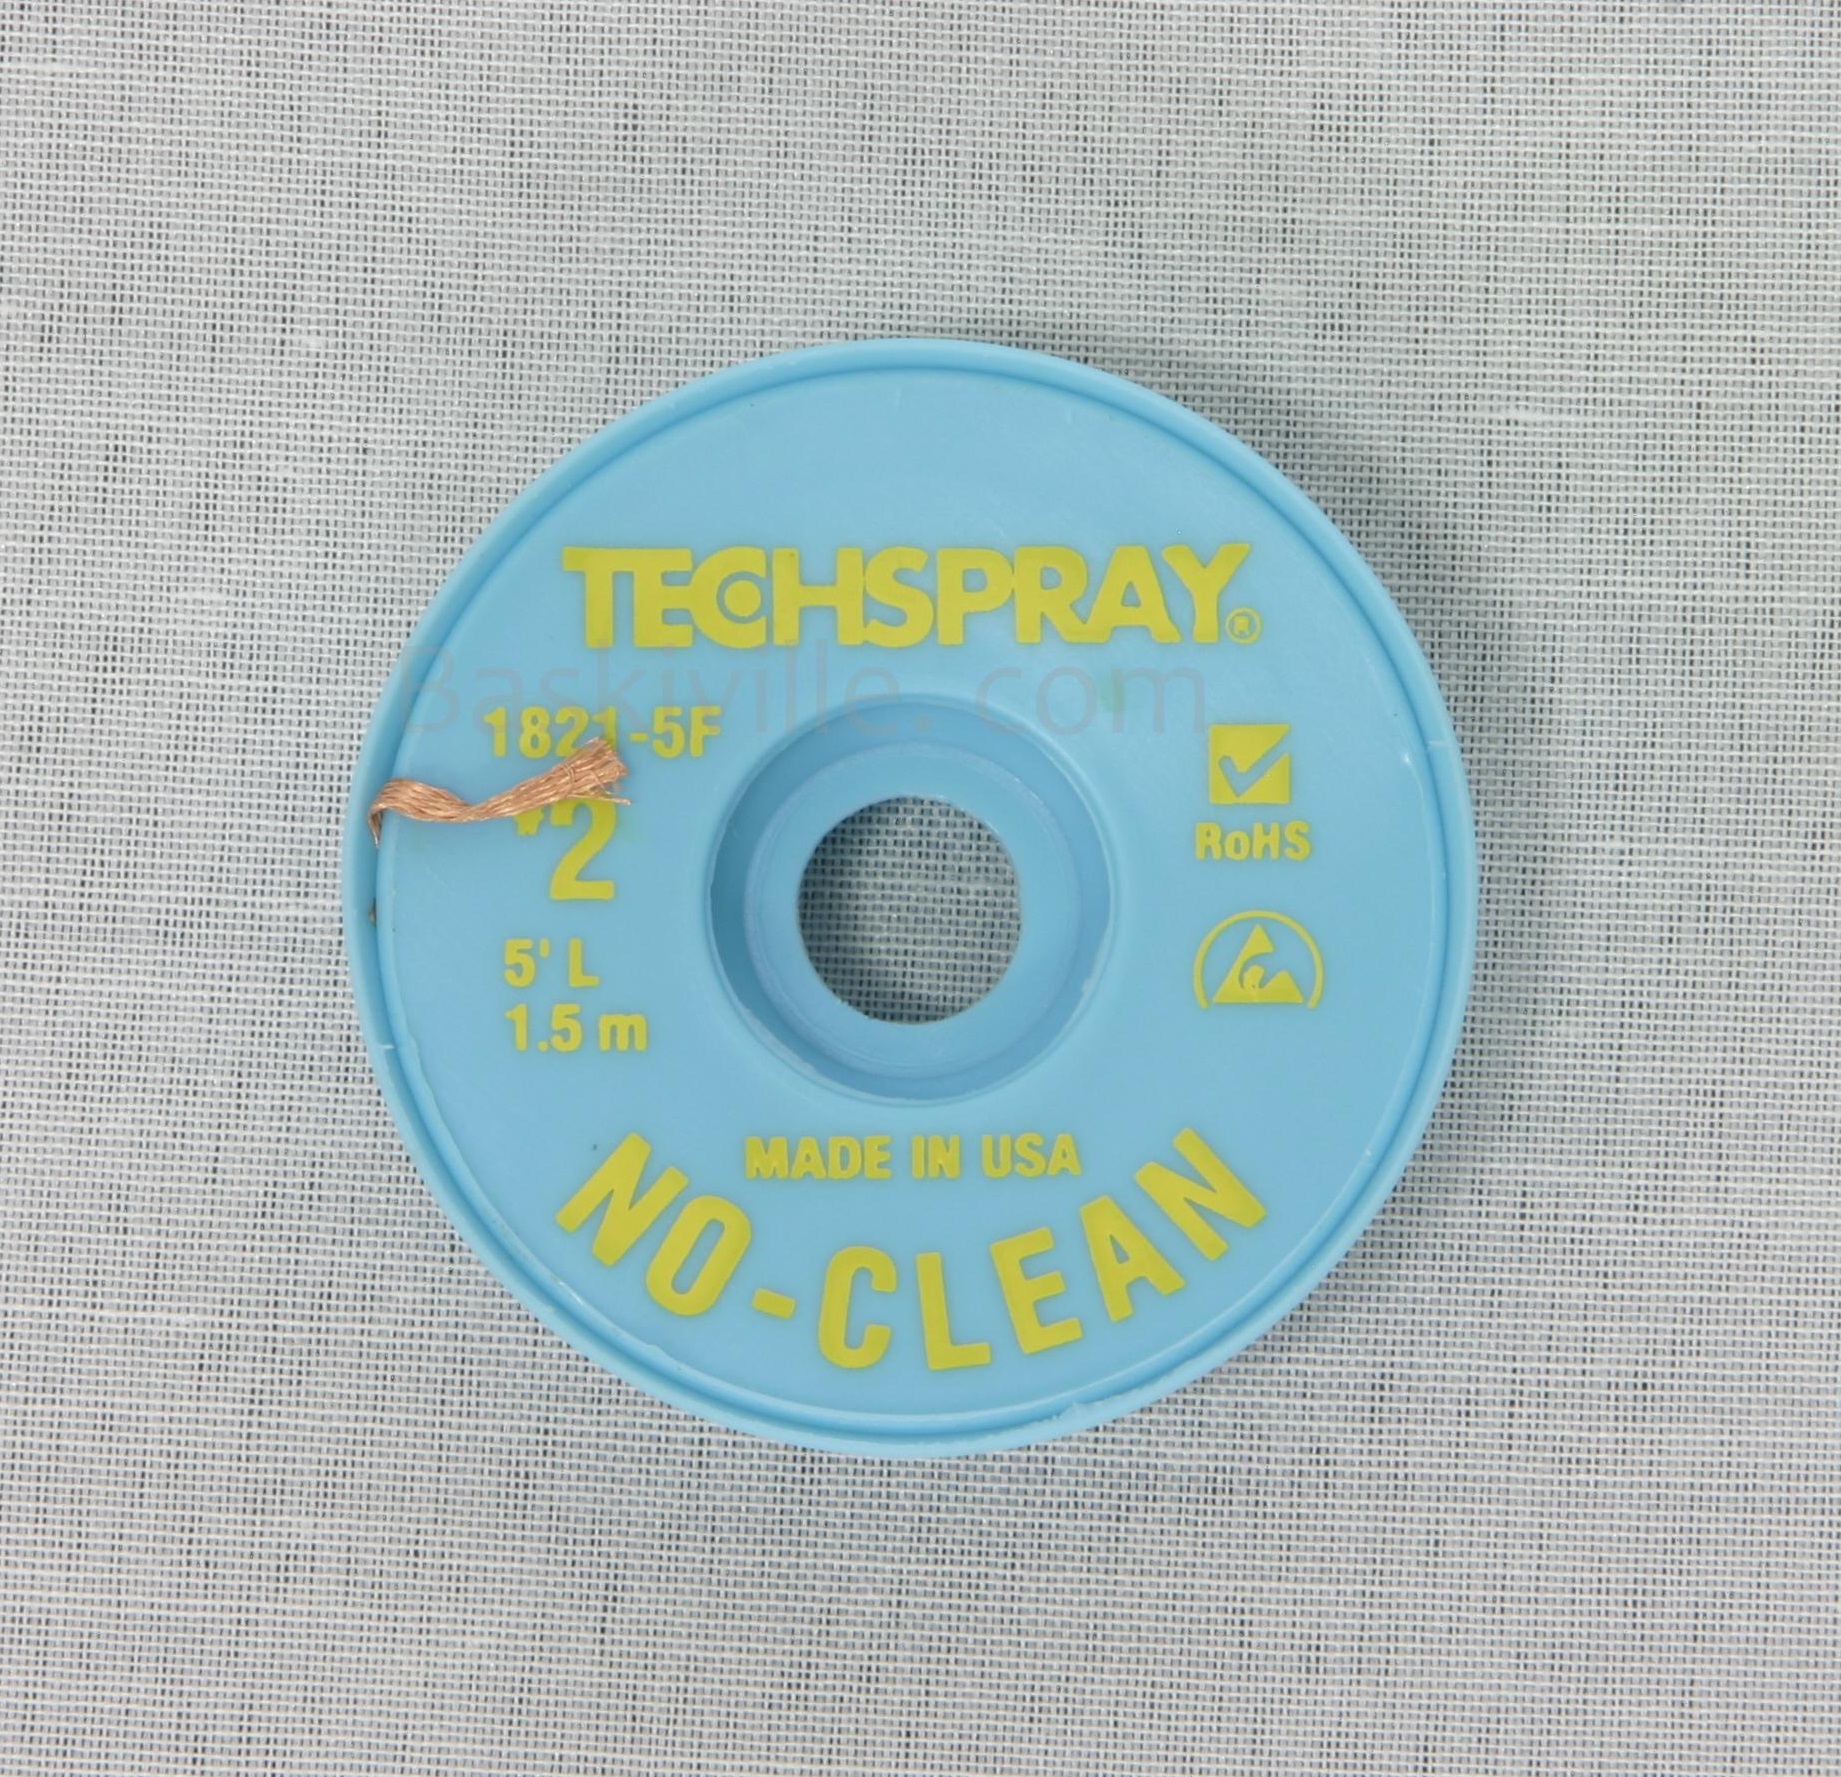 TECHSPRAY®
Baskiville.com
1821-5F
#2
RoHS
5' L
1.5 m
MADE IN USA
NO-CLEAN